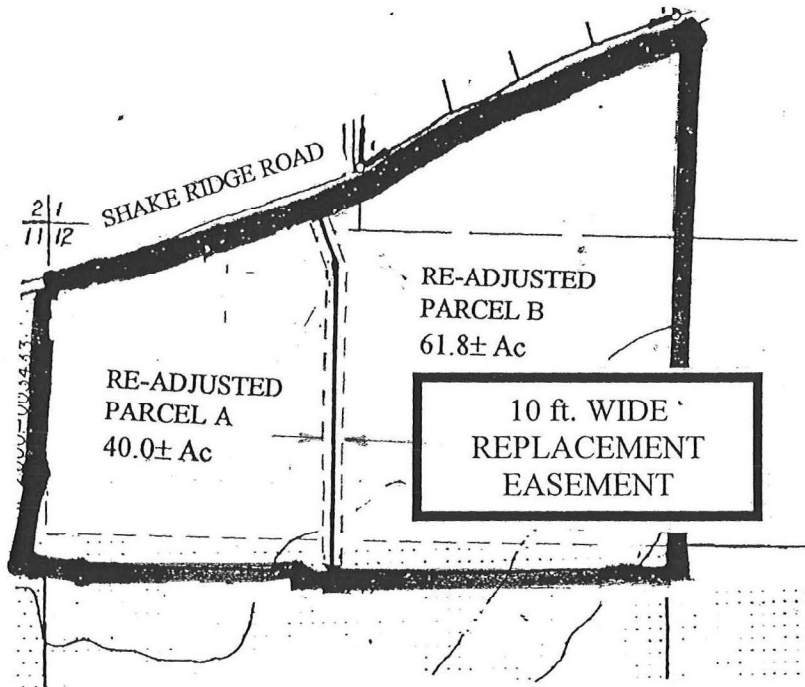 SHAKE RIDGE ROAD
2 1
11 12
RE-ADJUSTED
PARCEL A
40.0± Ac
RE-ADJUSTED
PARCEL B
61.8± Ac
10 ft. WIDE
REPLACEMENT
EASEMENT